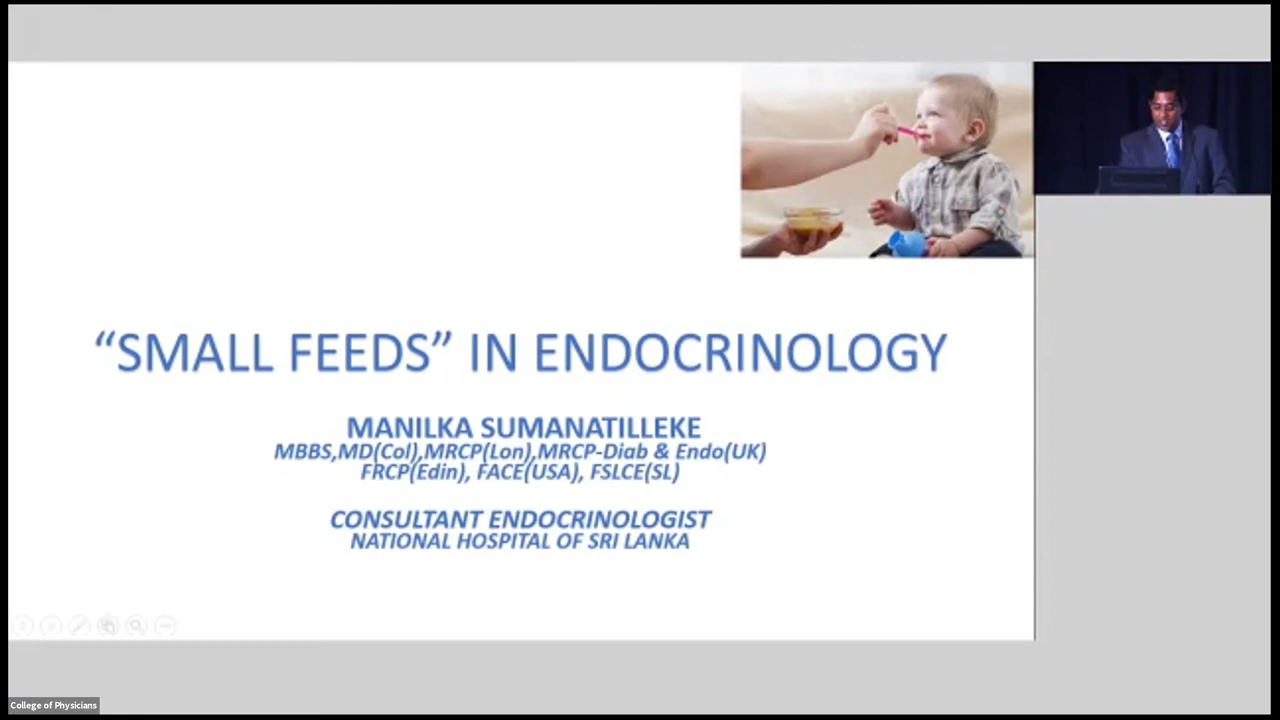 “SMALL FEEDS” IN ENDOCRINOLOGY
MANILKA SUMANATILLEKE
MBBS,MD(Col),MRCP(Lon),MRCP-Diab & Endo(UK)
FRCP(Edin), FACE(USA), FSLCE(SL)
CONSULTANT ENDOCRINOLOGIST
NATIONAL HOSPITAL OF SRI LANKA
College of Physicians